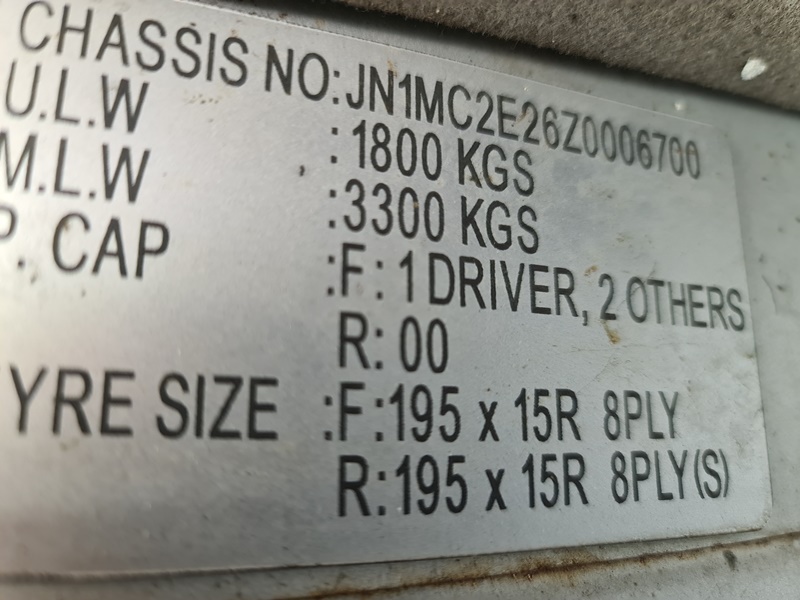 CHASSIS NO: JN1MC2E26Z0006700
U.L.W : 1800 KGS
M.L.W : 3300 KGS
P. CAP : F: 1 DRIVER, 2 OTHERS
R: 00
TYRE SIZE : F: 195 x 15R 8PLY
R: 195 x 15R 8PLY(S)